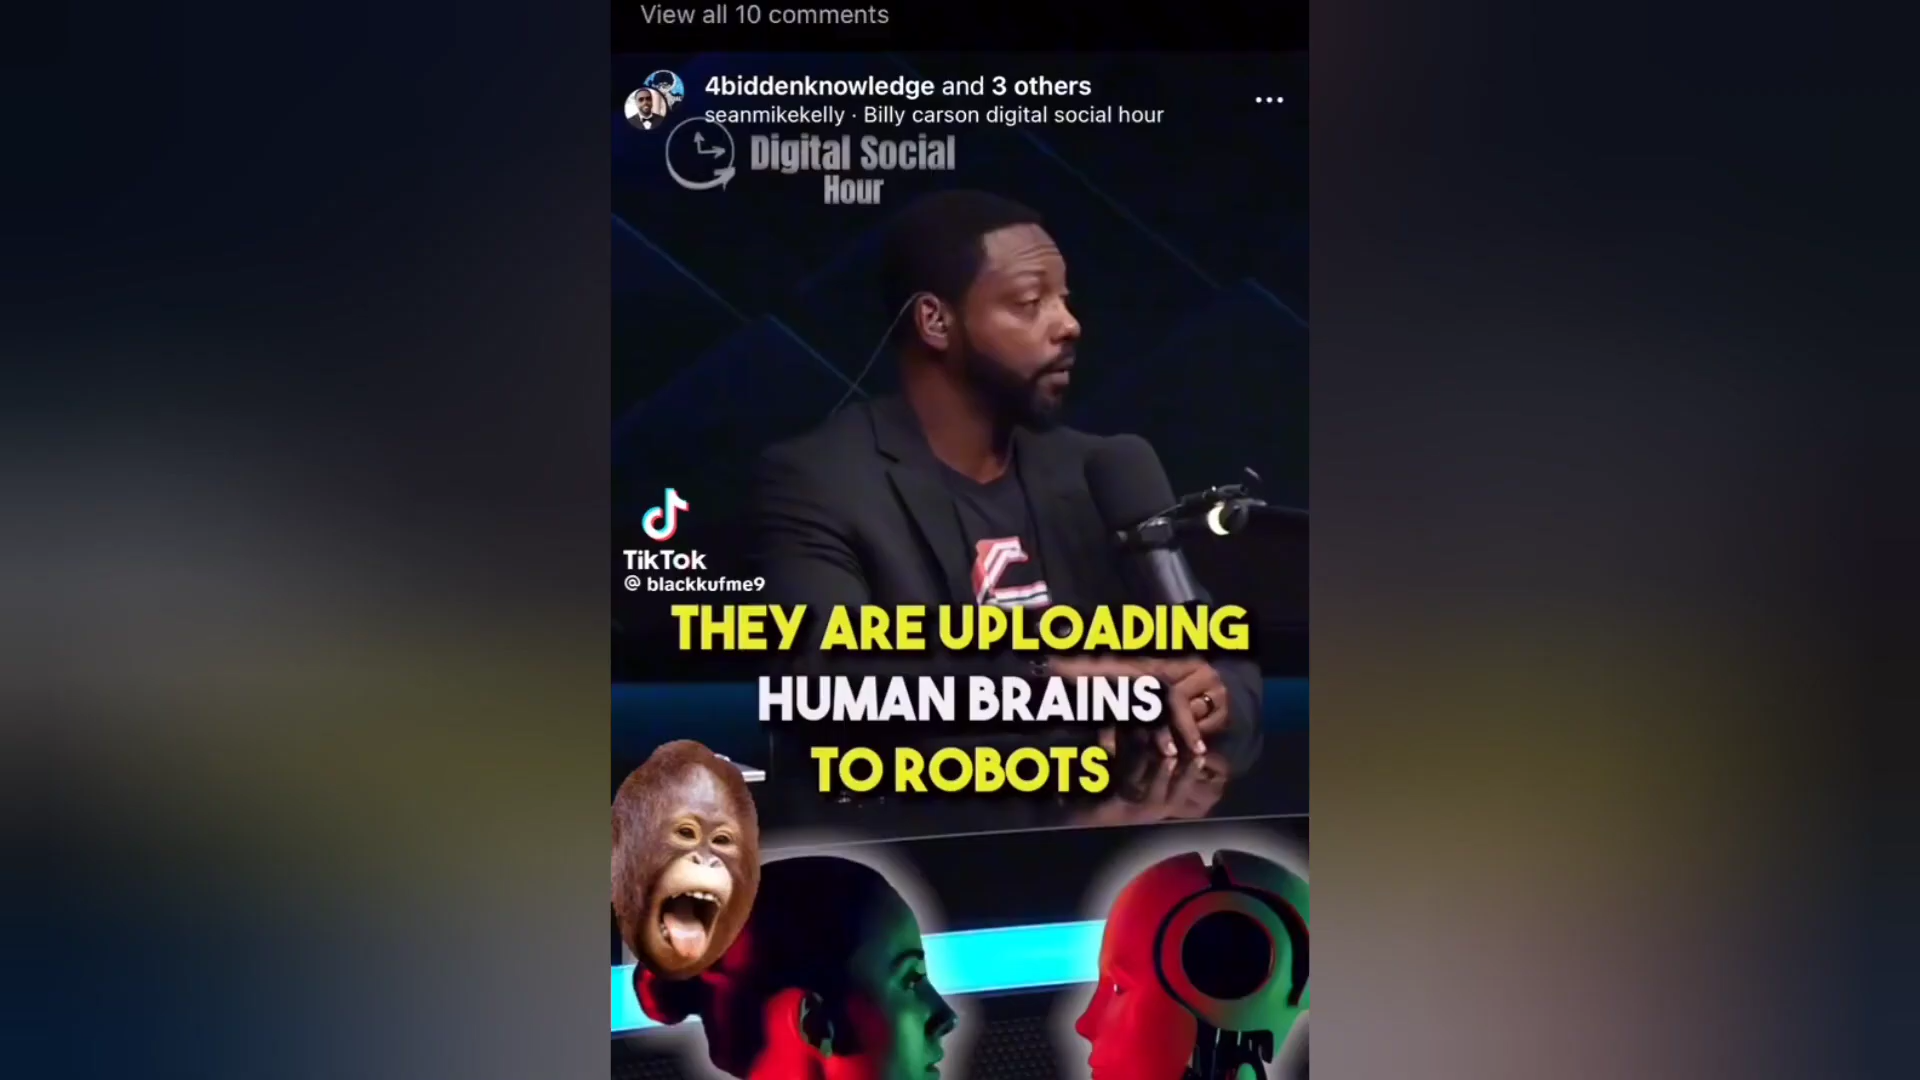 View all 10 comments
4biddenknowledge and 3 others
seanmikekelly · Billy carson digital social hour
Digital Social
Hour
TikTok
@ blackkufme9
THEY ARE UPLOADING
HUMAN BRAINS
TO ROBOTS